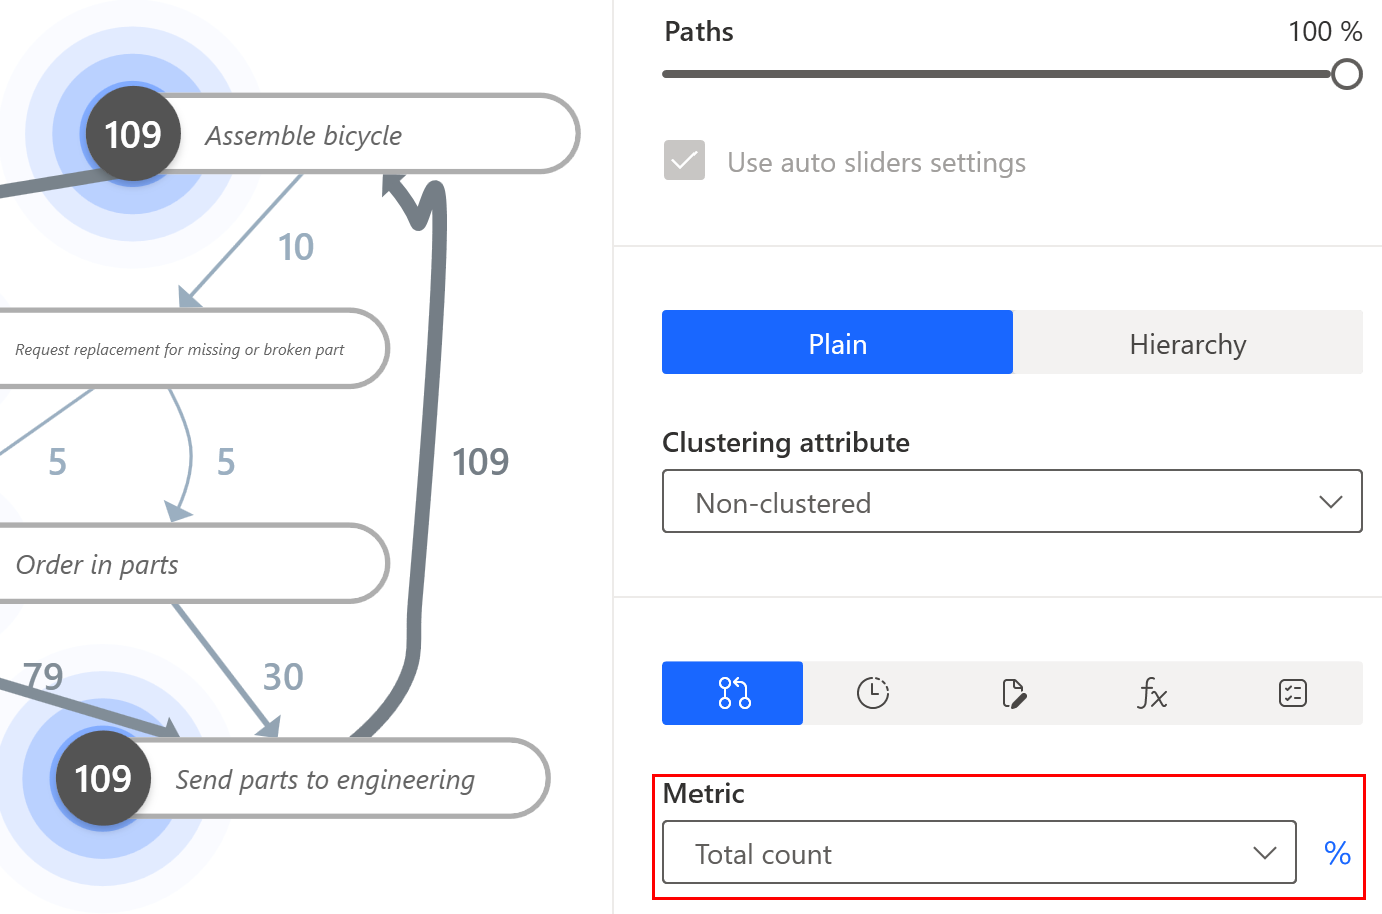 109
Assemble bicycle
10
Request replacement for missing or broken part
5
5
109
Order in parts
79
30
109
Send parts to engineering
Paths
100 %
Use auto sliders settings
Plain
Hierarchy
Clustering attribute
Non-clustered
fx
Metric
Total count
%